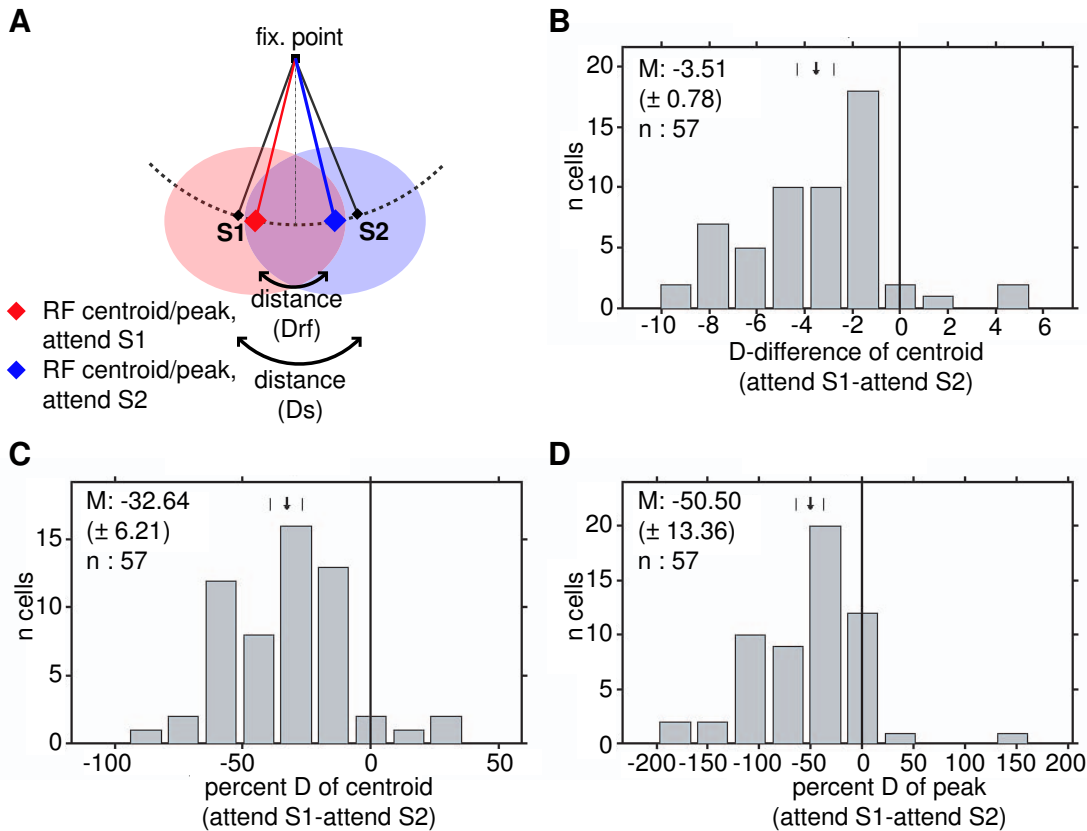 A
fix. point
S1
S2
distance
(Drf)
distance
(Ds)
RF centroid/peak,
attend S1
RF centroid/peak,
attend S2
B
M: -3.51
(± 0.78)
n : 57
n cells
20
15
10
5
0
-10 -8 -6 -4 -2 0 2 4 6
D-difference of centroid
(attend S1-attend S2)
C
M: -32.64
(± 6.21)
n : 57
n cells
15
10
5
0
-100 -50 0 50
percent D of centroid
(attend S1-attend S2)
D
M: -50.50
(± 13.36)
n : 57
n cells
20
15
10
5
0
-200 -150 -100 -50 0 50 100 150 200
percent D of peak
(attend S1-attend S2)